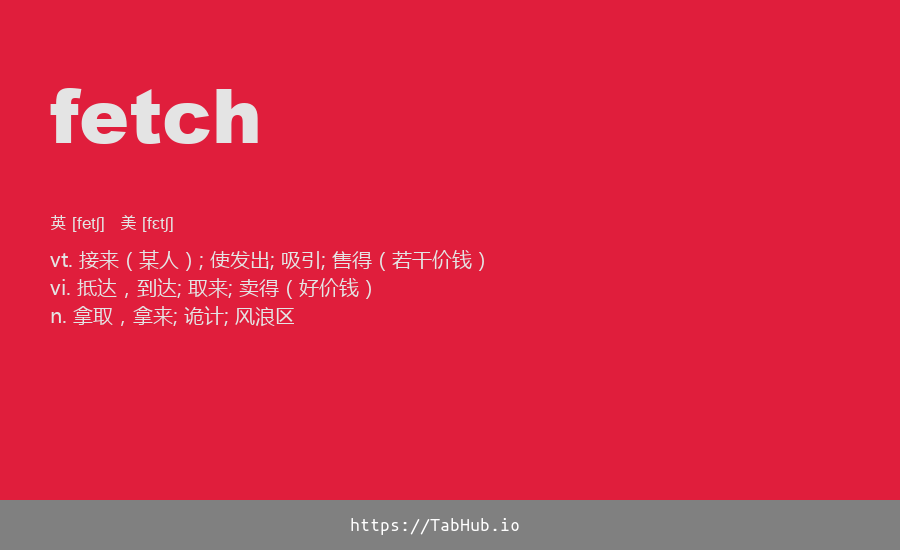 fetch
英 [fetʃ]   美 [fɛtʃ]
vt. 接来（某人）; 使发出; 吸引; 售得（若干价钱）
vi. 抵达，到达; 取来; 卖得（好价钱）
n. 拿取，拿来; 诡计; 风浪区
https://TabHub.io